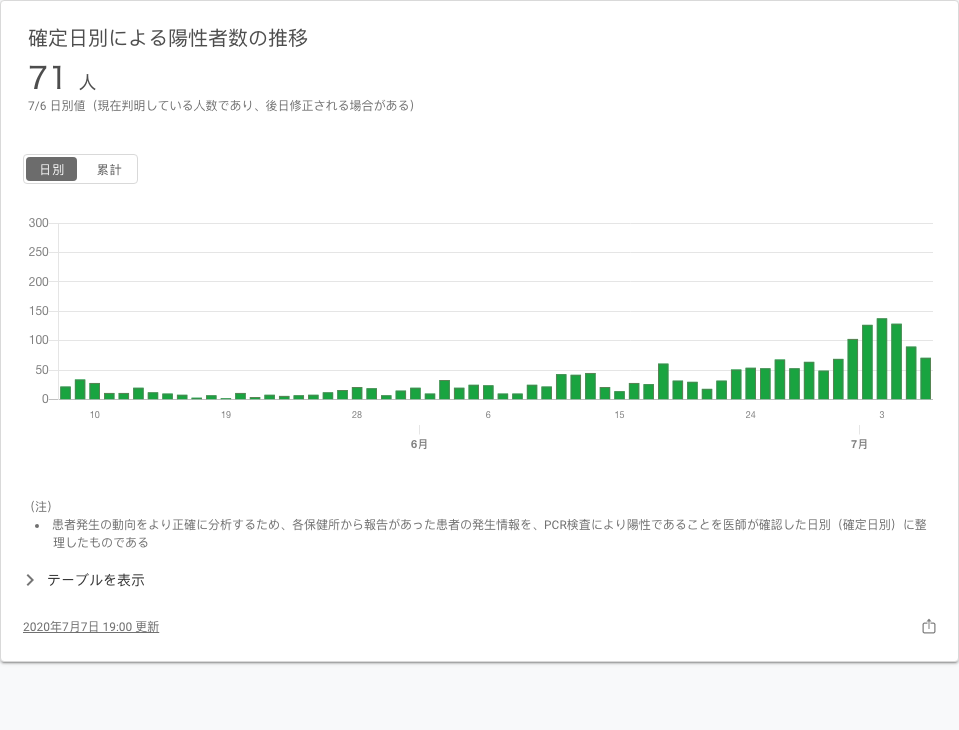 確定日別による陽性者数の推移
71 人
7/6 日別値（現在判明している人数であり、後日修正される場合がある）
日別 累計
300
250
200
150
100
50
0
10 19 28 6 15 24 3
6月 7月
（注）
• 患者発生の動向をより正確に分析するため、各保健所から報告があった患者の発生情報を、PCR検査により陽性であることを医師が確認した日別（確定日別）に整
理したものである
テーブルを表示
2020年7月7日 19:00 更新